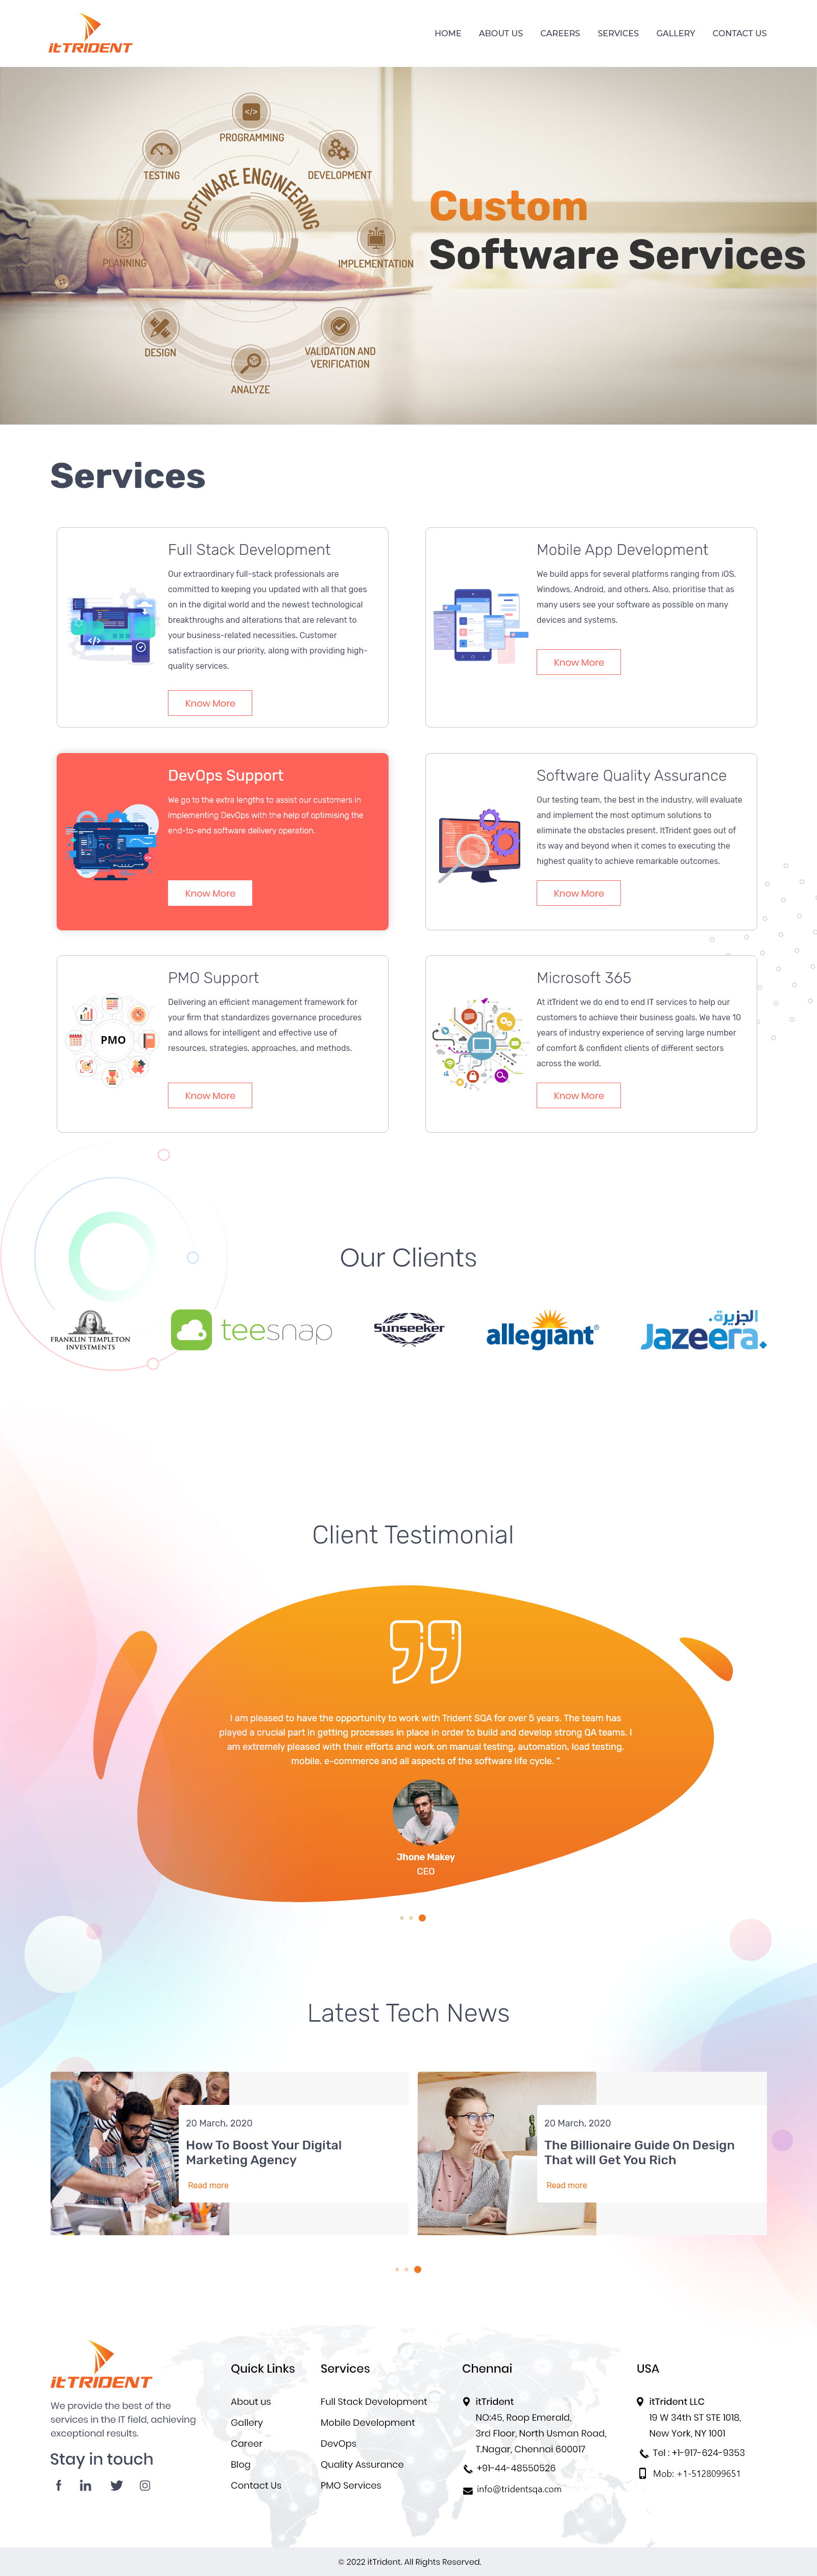 itTRIDENT
HOME ABOUT US CAREERS SERVICES GALLERY CONTACT US
</>
PROGRAMMING
TESTING
DEVELOPMENT
SOFTWARE ENGINEERING
PLANNING
IMPLEMENTATION
DESIGN
VALIDATION AND
VERIFICATION
ANALYZE
Custom
Software Services
Services
Full Stack Development
Our extraordinary full-stack professionals are
committed to keeping you updated with all that goes
on in the digital world and the newest technological
breakthroughs and alterations that are relevant to
your business-related necessities. Customer
satisfaction is our priority, along with providing high-
quality services.
Know More
Mobile App Development
We build apps for several platforms ranging from iOS,
Windows, Android, and others. Also, prioritise that as
many users see your software as possible on many
devices and systems.
Know More
DevOps Support
We go to the extra lengths to assist our customers in
implementing DevOps with the help of optimising the
end-to-end software delivery operation.
Know More
Software Quality Assurance
Our testing team, the best in the industry, will evaluate
and implement the most optimum solutions to
eliminate the obstacles present. ItTrident goes out of
its way and beyond when it comes to executing the
highest quality to achieve remarkable outcomes.
Know More
PMO Support
PMO
Delivering an efficient management framework for
your firm that standardizes governance procedures
and allows for intelligent and effective use of
resources, strategies, approaches, and methods.
Know More
Microsoft 365
At itTrident we do end to end IT services to help our
customers to achieve their business goals. We have 10
years of industry experience of serving large number
of comfort & confident clients of different sectors
across the world.
Know More
Our Clients
FRANKLIN TEMPLETON
INVESTMENTS
teesnap
Sunseeker
allegiant®
الجزيرة.
Jazeera
Client Testimonial
I am pleased to have the opportunity to work with Trident SQA for over 5 years. The team has
played a crucial part in getting processes in place in order to build and develop strong QA teams. I
am extremely pleased with their efforts and work on manual testing, automation, load testing,
mobile, e-commerce and all aspects of the software life cycle. "
Jhone Makey
CEO
Latest Tech News
20 March, 2020
How To Boost Your Digital
Marketing Agency
Read more
20 March, 2020
The Billionaire Guide On Design
That will Get You Rich
Read more
itTRIDENT
We provide the best of the
services in the IT field, achieving
exceptional results.
Stay in touch
Quick Links
About us
Gallery
Career
Blog
Contact Us
Services
Full Stack Development
Mobile Development
DevOps
Quality Assurance
PMO Services
Chennai
itTrident
NO:45, Roop Emerald,
3rd Floor, North Usman Road,
T.Nagar, Chennai 600017
+91-44-48550526
info@tridentsqa.com
USA
itTrident LLC
19 W 34th ST STE 1018,
New York, NY 1001
Tel : +1-917-624-9353
Mob: +1-5128099651
© 2022 itTrident. All Rights Reserved.